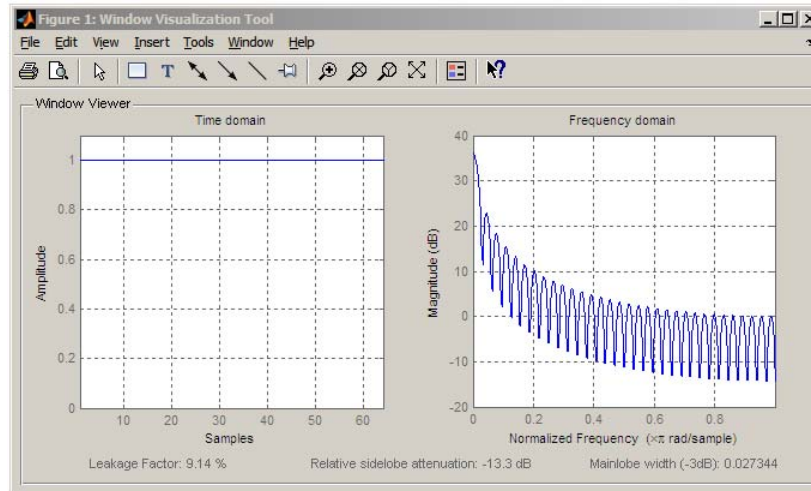 Figure 1: Window Visualization Tool
File Edit View Insert Tools Window Help
T
Window Viewer
Time domain
1
0.8
0.6
0.4
0.2
0
10 20 30 40 50 60
Amplitude
Samples
Frequency domain
40
30
20
10
0
-10
-20
0 0.2 0.4 0.6 0.8
Magnitude (dB)
Normalized Frequency (×π rad/sample)
Leakage Factor: 9.14 %
Relative sidelobe attenuation: -13.3 dB
Mainlobe width (-3dB): 0.027344